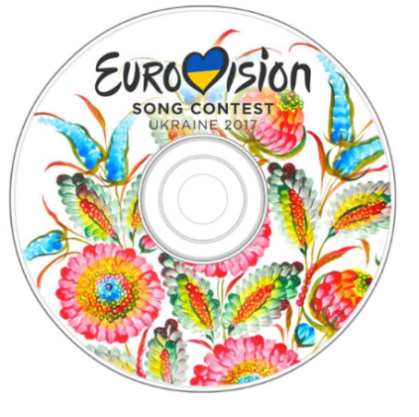 EUROVISION
SONG CONTEST
UKRAINE 2017